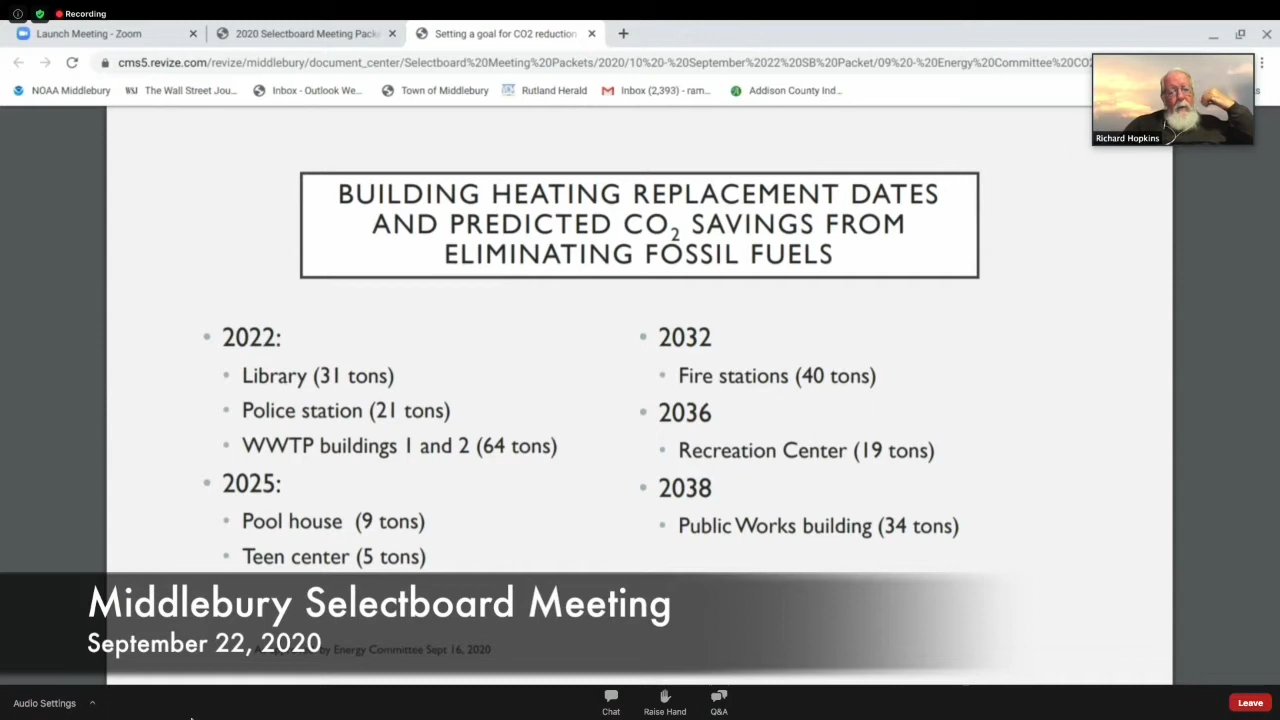 Recording
Launch Meeting - Zoom
2020 Selectboard Meeting Pack
Setting a goal for CO2 reduction
cms5.revize.com/revize/middlebury/document_center/Selectboard%20Meeting%20Packets/2020/10%20-%20September%2022%20SB%20Packet/09%20-%20Energy%20Committee%20CO2
NOAA Middlebury
WSJ The Wall Street Jou...
Inbox - Outlook We...
Town of Middlebury
Rutland Herald
Inbox (2,393) - ram...
Addison County Ind...
Richard Hopkins
BUILDING HEATING REPLACEMENT DATES
AND PREDICTED CO2 SAVINGS FROM
ELIMINATING FOSSIL FUELS
• 2022:
• Library (31 tons)
• Police station (21 tons)
• WWTP buildings 1 and 2 (64 tons)
• 2025:
• Pool house (9 tons)
• Teen center (5 tons)
• 2032
• Fire stations (40 tons)
• 2036
• Recreation Center (19 tons)
• 2038
• Public Works building (34 tons)
Middlebury Selectboard Meeting
September 22, 2020
by Energy Committee Sept 16, 2020
Audio Settings
Chat
Raise Hand
Q&A
Leave